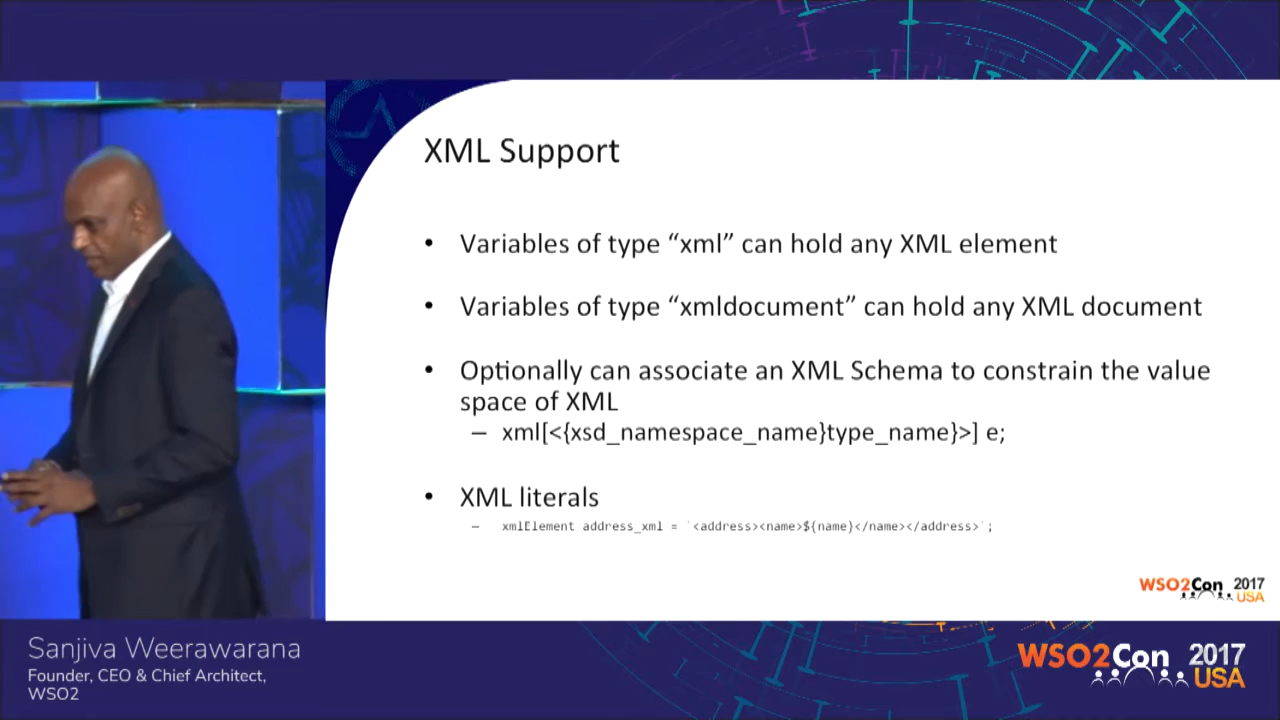 XML Support
• Variables of type “xml” can hold any XML element
• Variables of type “xmldocument” can hold any XML document
• Optionally can associate an XML Schema to constrain the value
space of XML
– xml[<{xsd_namespace_name}type_name}>] e;
• XML literals
– xmlElement address_xml = `<address><name>${name}</name></address>`;
WSO2Con 2017
USA
Sanjiva Weerawarana
Founder, CEO & Chief Architect,
WSO2
WSO2Con 2017
USA